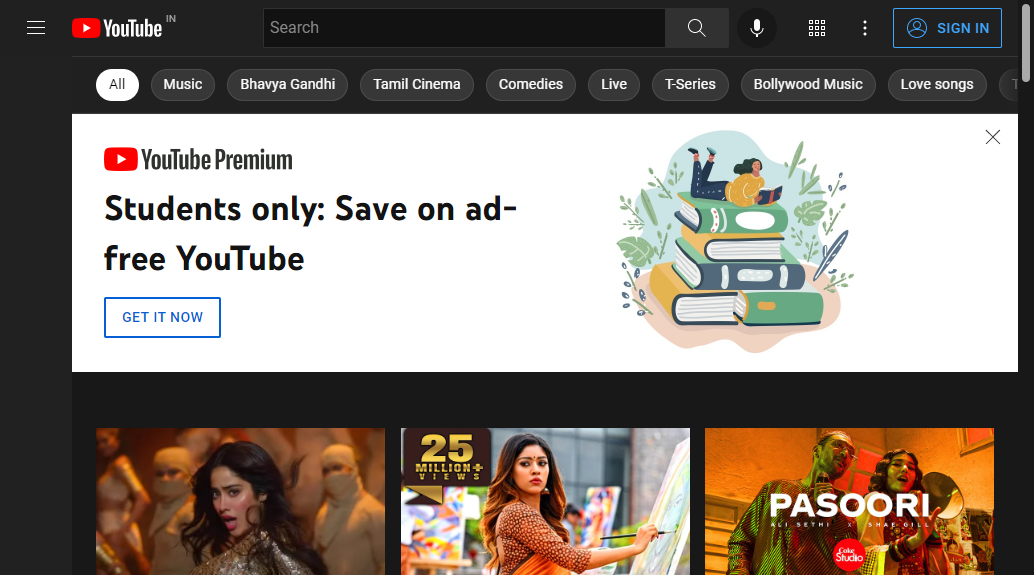 YouTube IN
Search
SIGN IN
All
Music
Bhavya Gandhi
Tamil Cinema
Comedies
Live
T-Series
Bollywood Music
Love songs
YouTube Premium
Students only: Save on ad-
free YouTube
GET IT NOW
25
MILLION+
VIEWS
PASOORI
ALI SETHI X SHAE GILL
Coke
Studio